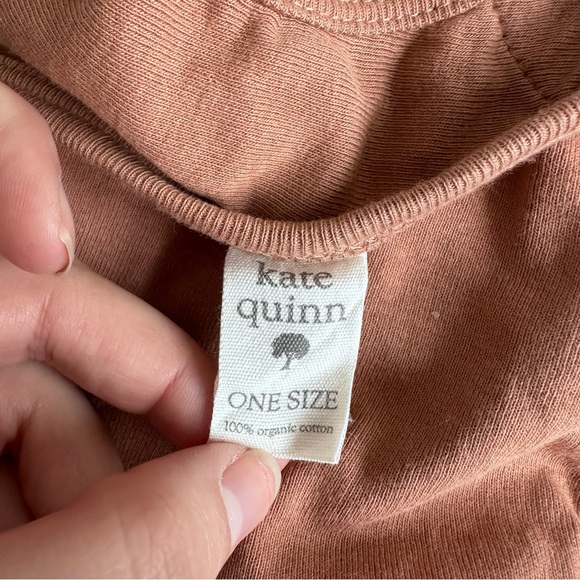 kate
quinn
ONE SIZE
100% organic cotton